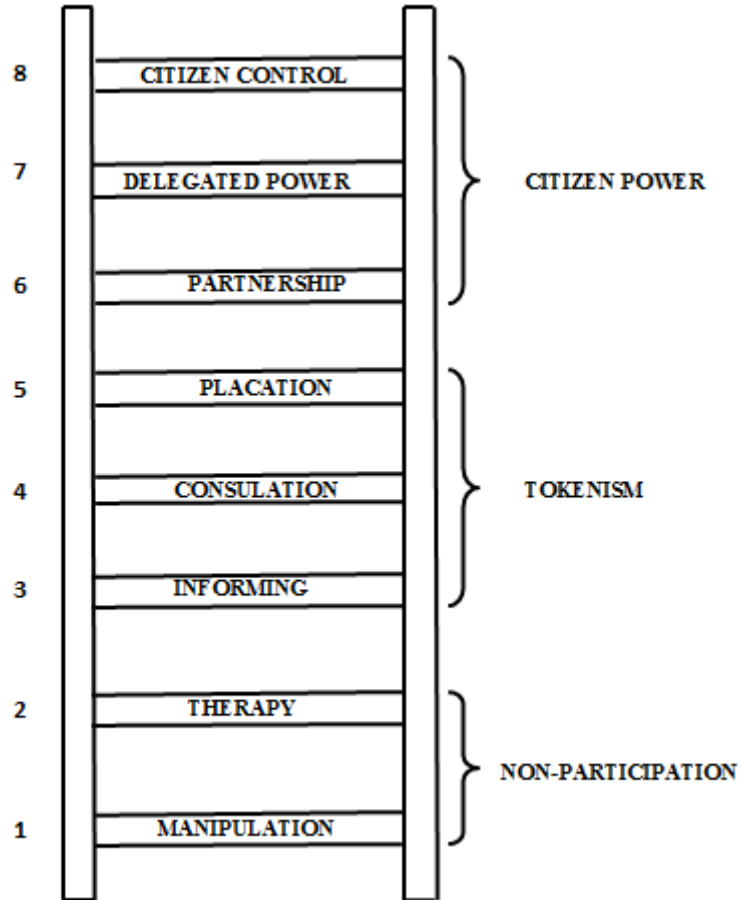 8 CITIZEN CONTROL
7 DELEGATED POWER CITIZEN POWER
6 PARTNERSHIP
5 PLACATION
4 CONSULATION TOKENISM
3 INFORMING
2 THERAPY
NON-PARTICIPATION
1 MANIPULATION